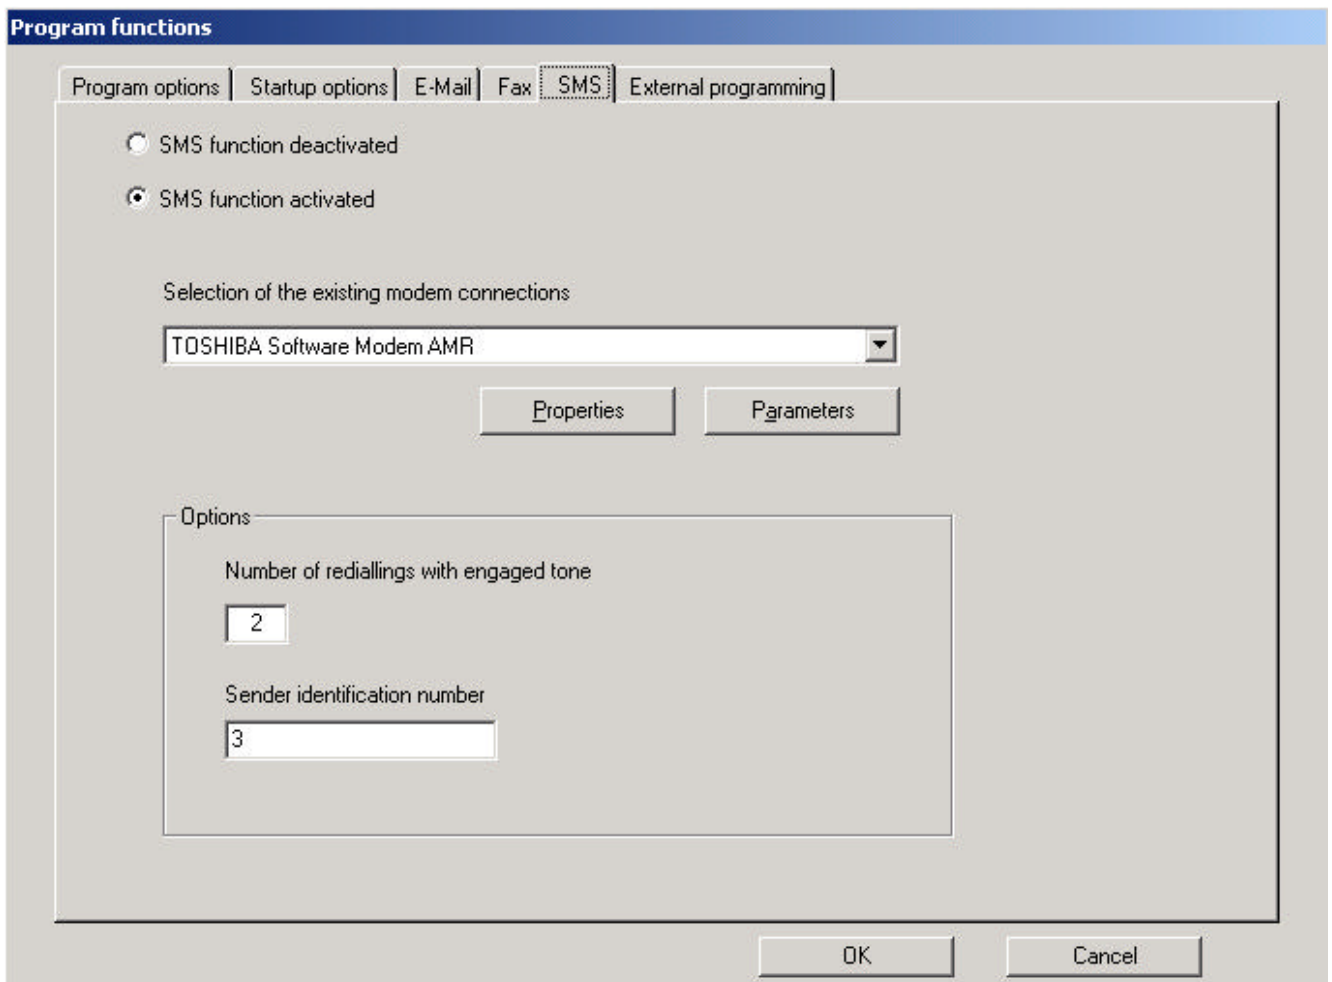 Program functions
Program options Startup options E-Mail Fax SMS External programming
SMS function deactivated
SMS function activated
Selection of the existing modem connections
TOSHIBA Software Modem AMR
Properties Parameters
Options
Number of rediallings with engaged tone
2
Sender identification number
3
OK Cancel